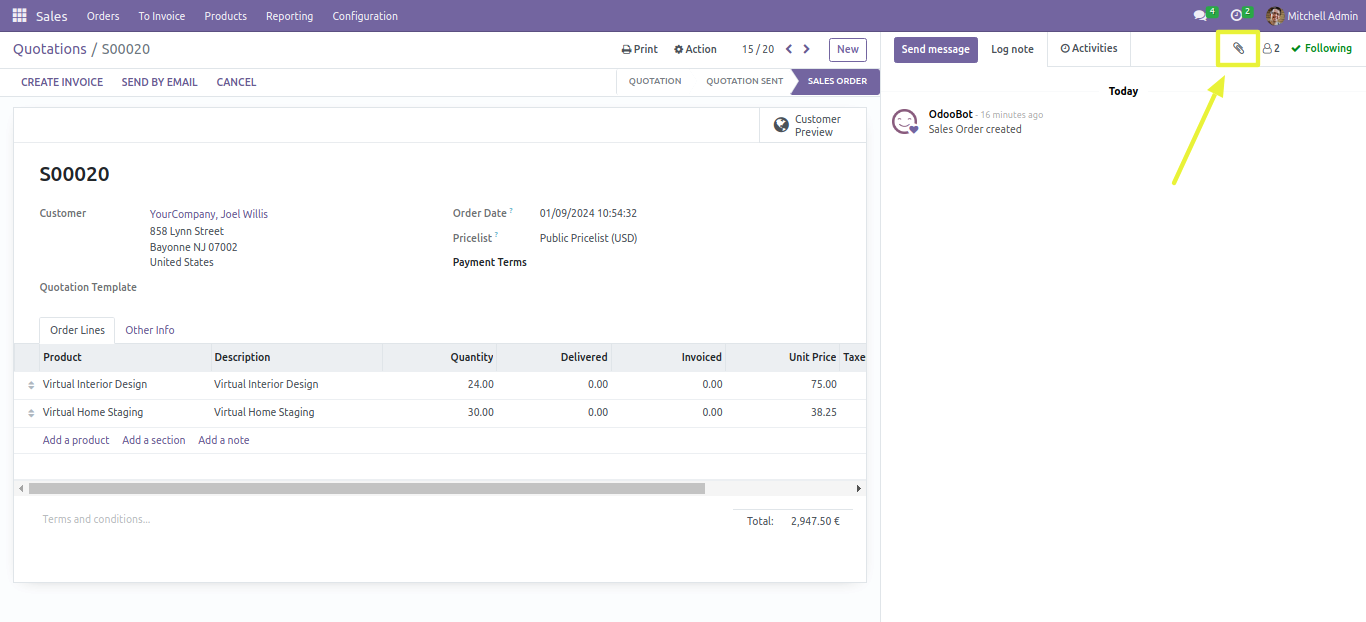 Sales Orders To Invoice Products Reporting Configuration 4 2 Mitchell Admin
Quotations / S00020 Print Action 15 / 20 New
Send message Log note Activities 2 Following
CREATE INVOICE SEND BY EMAIL CANCEL QUOTATION QUOTATION SENT SALES ORDER
Today
OdooBot - 16 minutes ago
Sales Order created
Customer
Preview
S00020
Customer YourCompany, Joel Willis
858 Lynn Street
Bayonne NJ 07002
United States
Order Date ? 01/09/2024 10:54:32
Pricelist ? Public Pricelist (USD)
Payment Terms
Quotation Template
Order Lines Other Info
Product Description Quantity Delivered Invoiced Unit Price Taxe
Virtual Interior Design Virtual Interior Design 24.00 0.00 0.00 75.00
Virtual Home Staging Virtual Home Staging 30.00 0.00 0.00 38.25
Add a product Add a section Add a note
Terms and conditions...
Total: 2,947.50 €